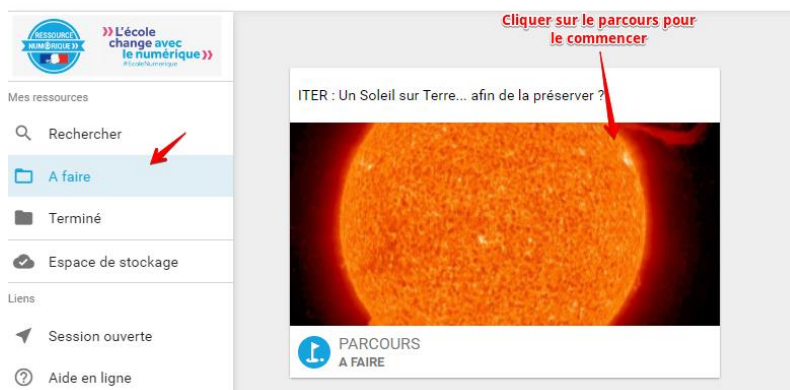 RESSOURCE
NUMÉRIQUE
L'école
change avec
le numérique
#EcoleNumerique
Mes ressources
Rechercher
A faire
Terminé
Espace de stockage
Liens
Session ouverte
Aide en ligne
Cliquer sur le parcours pour
le commencer
ITER : Un Soleil sur Terre... afin de la préserver ?
PARCOURS
A FAIRE